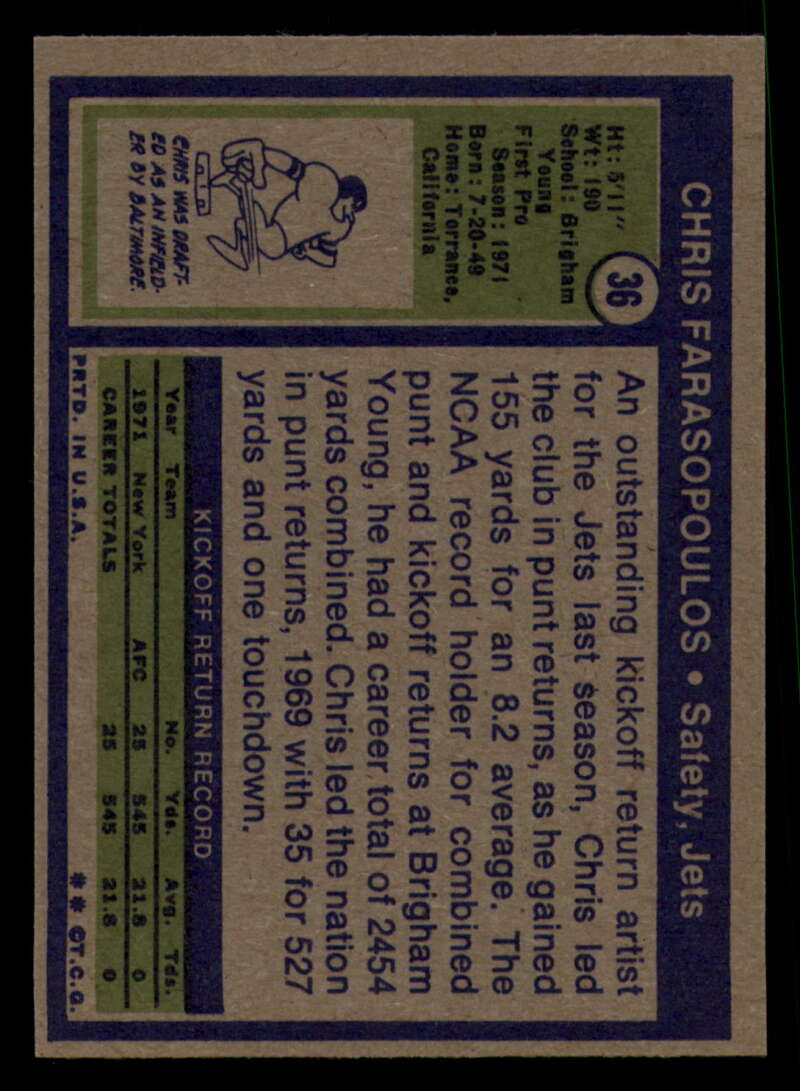 CHRIS FARASOPOULOS • Safety, Jets
36
Ht: 5'11"
Wt: 190
School: Brigham
Young
First Pro
Season: 1971
Born: 7-20-49
Home: Torrance,
California
CHRIS WAS DRAFT-
ED AS AN INFIELD-
ER BY BALTIMORE.
An outstanding kickoff return artist
for the Jets last season, Chris led
the club in punt returns, as he gained
155 yards for an 8.2 average. The
NCAA record holder for combined
punt and kickoff returns at Brigham
Young, he had a career total of 2454
yards combined. Chris led the nation
in punt returns, 1969 with 35 for 527
yards and one touchdown.
KICKOFF RETURN RECORD
Year Team No. Yds. Avg. Tds.
1971 New York AFC 25 545 21.8 0
CAREER TOTALS 25 545 21.8 0
PRTD. IN U.S.A. ** ©T.C.G.